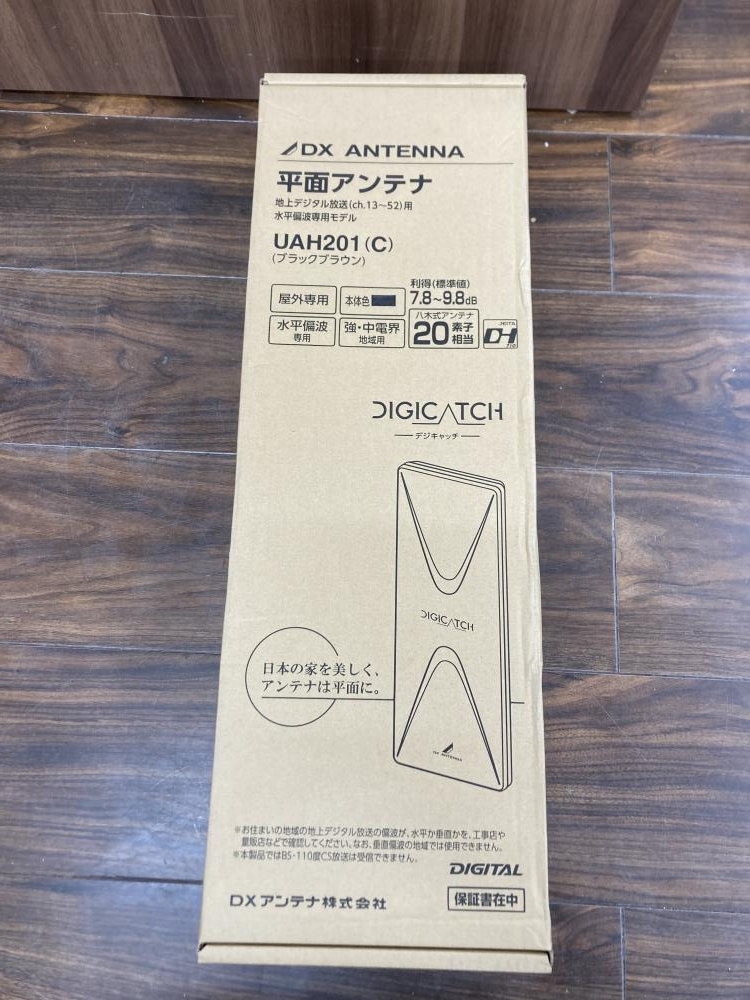 DX ANTENNA
平面アンテナ
地上デジタル放送(ch.13～52)用
水平偏波専用モデル
UAH201(C)
(ブラックブラウン)
屋外専用
本体色
利得(標準値)
7.8～9.8dB
水平偏波
専用
強・中電界
地域用
八木式アンテナ
20素子
相当
JEITA
DH
DIGICATCH
デジキャッチ
DIGICATCH
日本の家を美しく、
アンテナは平面に。
DX ANTENNA
※お住まいの地域の地上デジタル放送の偏波が、水平か垂直かを、工事店や
量販店などで確認してください。なお、垂直偏波の地域では使用できません。
※本製品ではBS・110度CS放送は受信できません。
DIGITAL
DXアンテナ株式会社
保証書在中